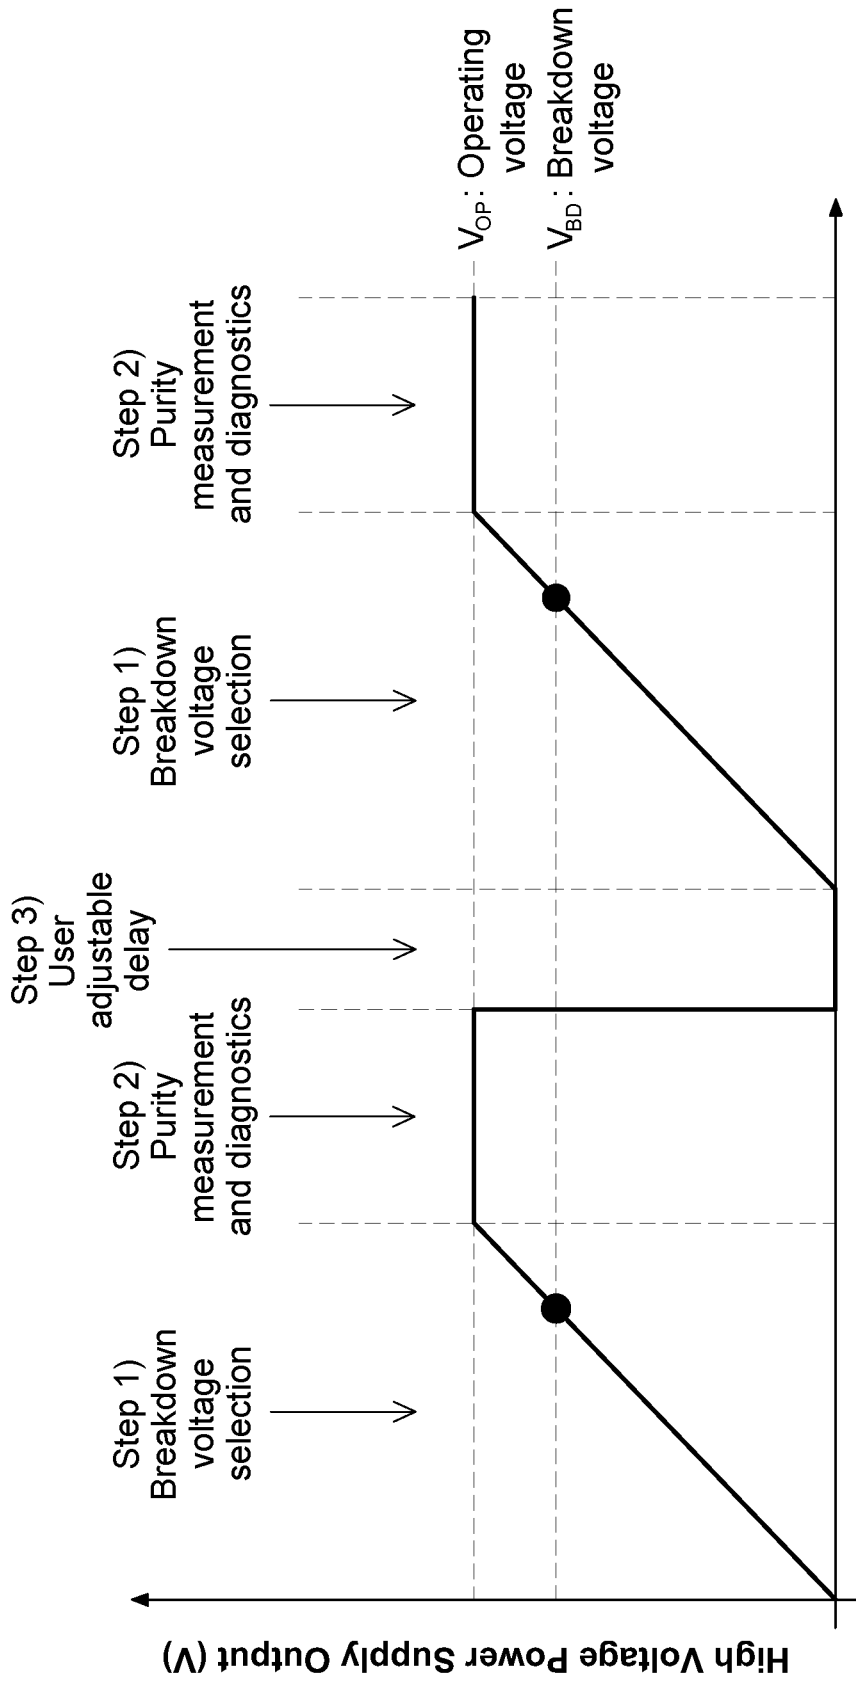 Step 1)
Breakdown
voltage
selection
Step 2)
Purity
measurement
and diagnostics
Step 3)
User
adjustable
delay
Step 1)
Breakdown
voltage
selection
Step 2)
Purity
measurement
and diagnostics
V_OP: Operating
voltage
V_BD: Breakdown
voltage
High Voltage Power Supply Output (V)